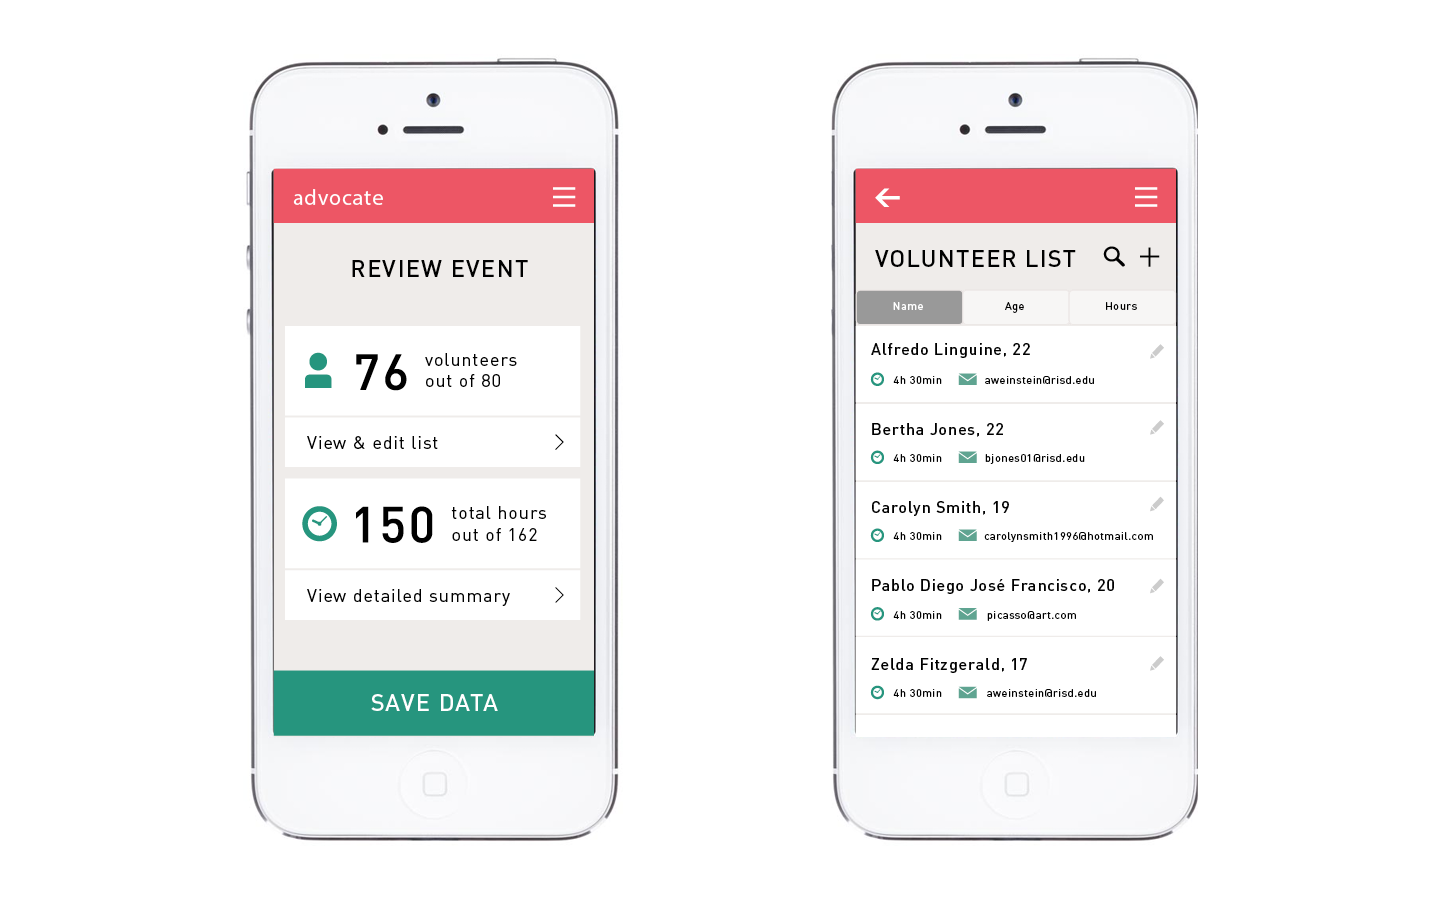 advocate
REVIEW EVENT
76
volunteers
out of 80
View & edit list
150
total hours
out of 162
View detailed summary
SAVE DATA
VOLUNTEER LIST
Name Age Hours
Alfredo Linguine, 22
4h 30min aweinstein@risd.edu
Bertha Jones, 22
4h 30min bjones01@risd.edu
Carolyn Smith, 19
4h 30min carolynsmith1996@hotmail.com
Pablo Diego José Francisco, 20
4h 30min picasso@art.com
Zelda Fitzgerald, 17
4h 30min aweinstein@risd.edu